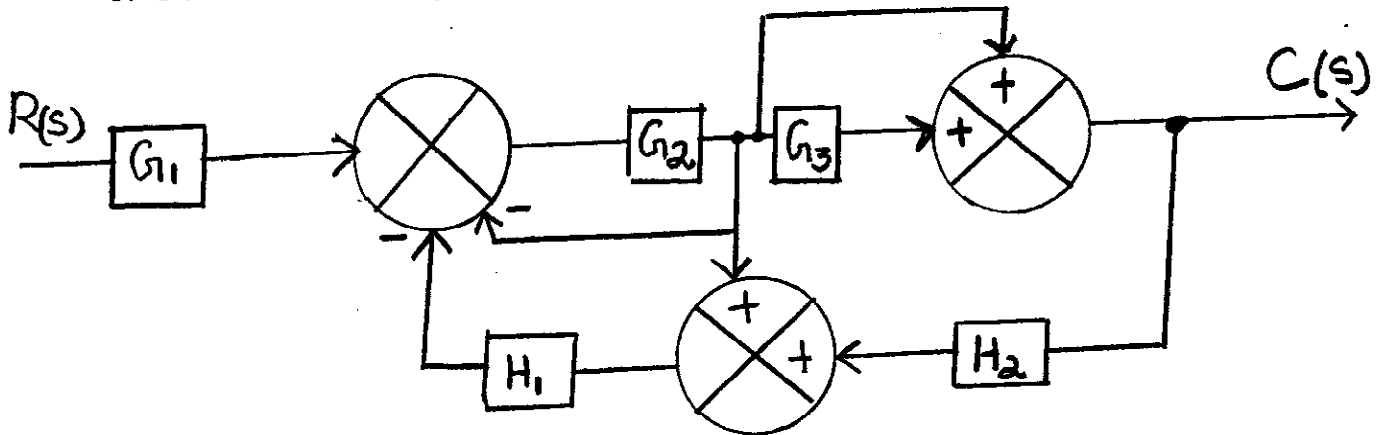 R(s)
G₁
G₂
G₃
C(s)
+
+
-
-
+
+
H₁
H₂